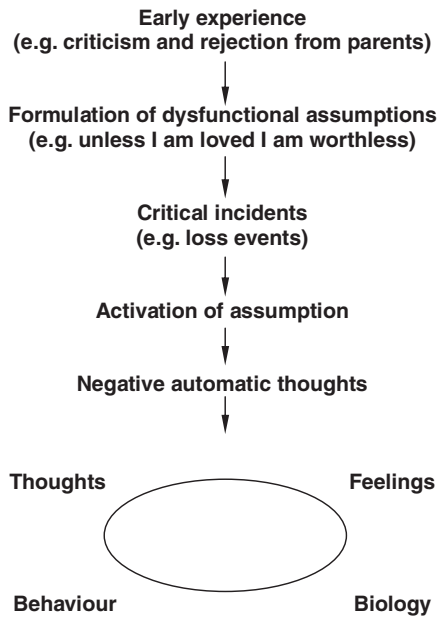 Early experience
(e.g. criticism and rejection from parents)
Formulation of dysfunctional assumptions
(e.g. unless I am loved I am worthless)
Critical incidents
(e.g. loss events)
Activation of assumption
Negative automatic thoughts
Thoughts
Feelings
Behaviour
Biology